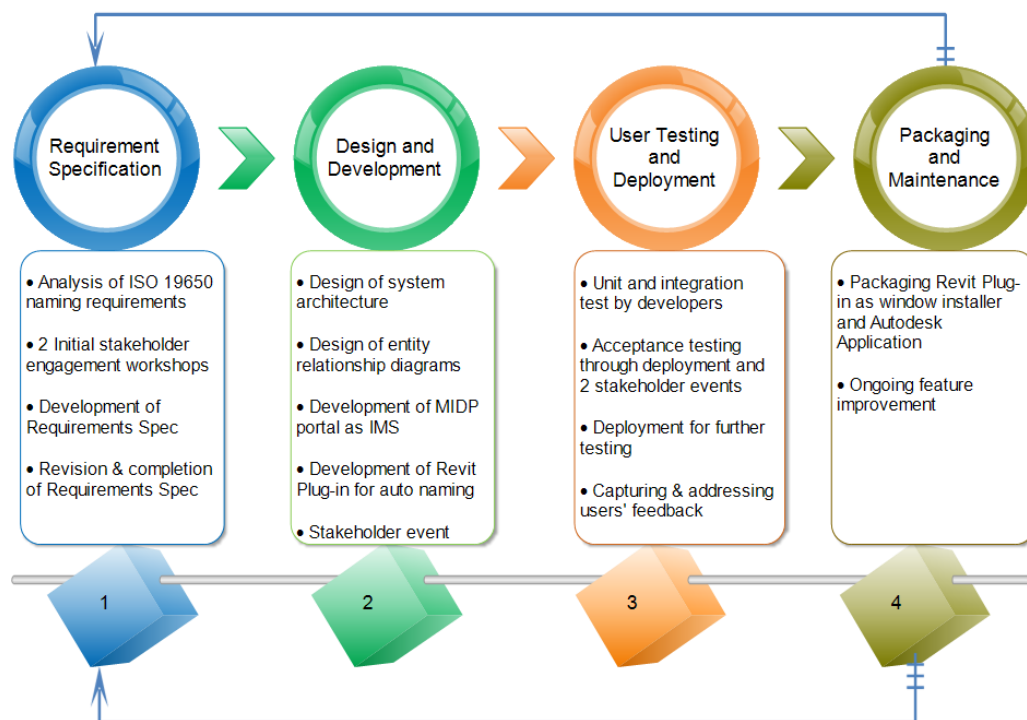 Requirement
Specification
Design and
Development
User Testing
and
Deployment
Packaging
and
Maintenance
• Analysis of ISO 19650
naming requirements
• 2 Initial stakeholder
engagement workshops
• Development of
Requirements Spec
• Revision & completion
of Requirements Spec
• Design of system
architecture
• Design of entity
relationship diagrams
• Development of MIDP
portal as IMS
• Development of Revit
Plug-in for auto naming
• Stakeholder event
• Unit and integration
test by developers
• Acceptance testing
through deployment and
2 stakeholder events
• Deployment for further
testing
• Capturing & addressing
users' feedback
• Packaging Revit Plug-
in as window installer
and Autodesk
Application
• Ongoing feature
improvement
1
2
3
4